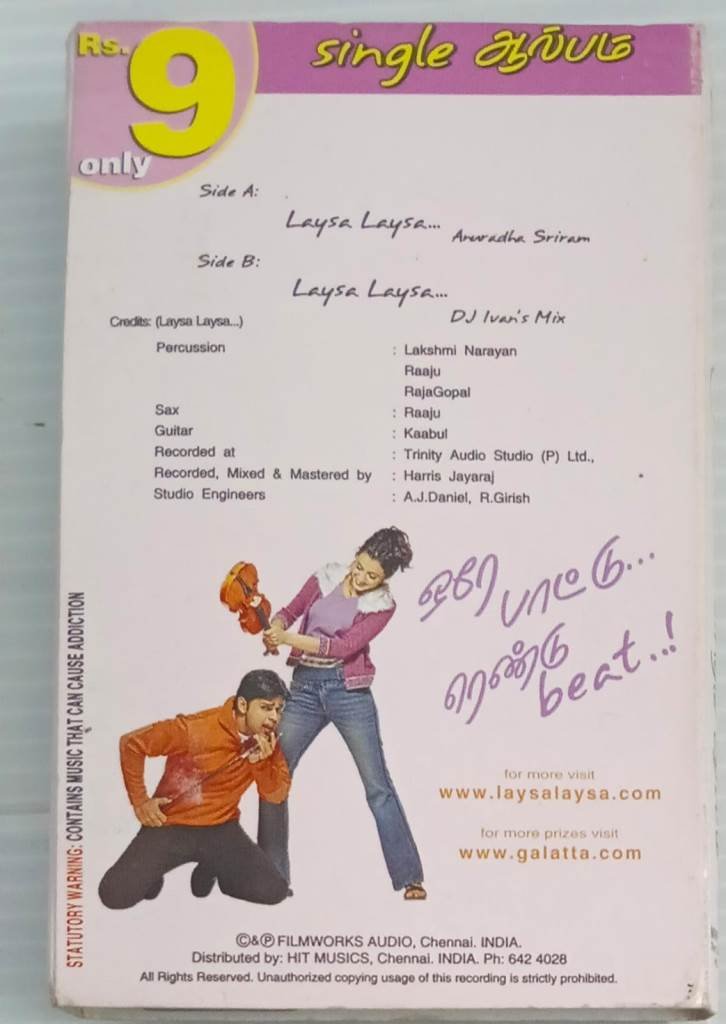 Rs. 9 only
single ஆல்பம்
Side A:
Laysa Laysa... Anuradha Sriram
Side B:
Laysa Laysa...
DJ Ivan's Mix
Credits: (Laysa Laysa...)
Percussion : Lakshmi Narayan
Raaju
RajaGopal
Sax : Raaju
Guitar : Kaabul
Recorded at : Trinity Audio Studio (P) Ltd.,
Recorded, Mixed & Mastered by : Harris Jayaraj
Studio Engineers : A.J.Daniel, R.Girish
ஒரே பாட்டு...
ரெண்டு beat...!
for more visit
www.laysalaysa.com
for more prizes visit
www.galatta.com
STATUTORY WARNING: CONTAINS MUSIC THAT CAN CAUSE ADDICTION
©&℗ FILMWORKS AUDIO, Chennai. INDIA.
Distributed by: HIT MUSICS, Chennai. INDIA. Ph: 642 4028
All Rights Reserved. Unauthorized copying usage of this recording is strictly prohibited.